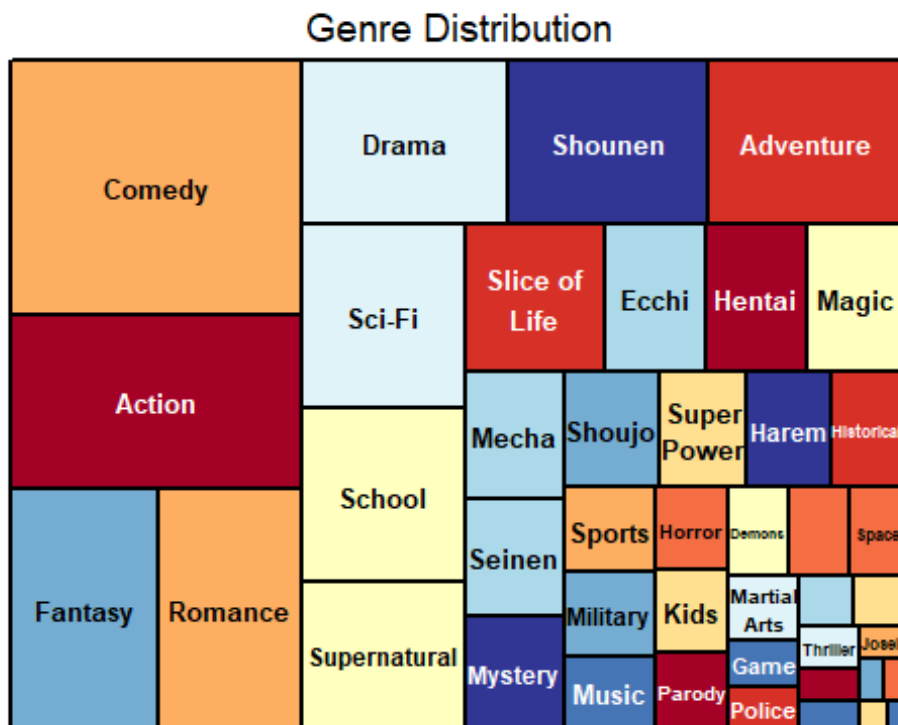 Genre Distribution
Comedy
Drama
Shounen
Adventure
Sci-Fi
Slice of
Life
Ecchi
Hentai
Magic
Action
Mecha
Shoujo
Super
Power
Harem
Historical
School
Seinen
Sports
Horror
Demons
Space
Fantasy
Romance
Supernatural
Military
Kids
Martial
Arts
Thriller
Josei
Mystery
Music
Parody
Game
Police